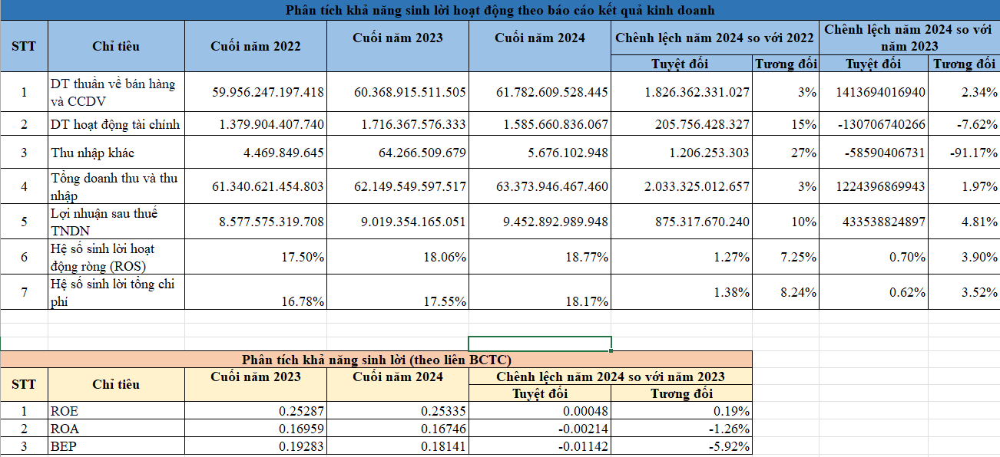 Phân tích khả năng sinh lời hoạt động theo báo cáo kết quả kinh doanh
STT Chỉ tiêu Cuối năm 2022 Cuối năm 2023 Cuối năm 2024 Chênh lệch năm 2024 so với 2022 Chênh lệch năm 2024 so với năm 2023
Tuyệt đối Tương đối Tuyệt đối Tương đối
1 DT thuần về bán hàng và CCDV 59.956.247.197.418 60.368.915.511.505 61.782.609.528.445 1.826.362.331.027 3% 1413694016940 2.34%
2 DT hoạt động tài chính 1.379.904.407.740 1.716.367.576.333 1.585.660.836.067 205.756.428.327 15% -130706740266 -7.62%
3 Thu nhập khác 4.469.849.645 64.266.509.679 5.676.102.948 1.206.253.303 27% -58590406731 -91.17%
4 Tổng doanh thu và thu nhập 61.340.621.454.803 62.149.549.597.517 63.373.946.467.460 2.033.325.012.657 3% 1224396869943 1.97%
5 Lợi nhuận sau thuế TNDN 8.577.575.319.708 9.019.354.165.051 9.452.892.989.948 875.317.670.240 10% 433538824897 4.81%
6 Hệ số sinh lời hoạt động ròng (ROS) 17.50% 18.06% 18.77% 1.27% 7.25% 0.70% 3.90%
7 Hệ số sinh lời tổng chi phí 16.78% 17.55% 18.17% 1.38% 8.24% 0.62% 3.52%
Phân tích khả năng sinh lời (theo liên BCTC)
STT Chỉ tiêu Cuối năm 2023 Cuối năm 2024 Chênh lệch năm 2024 so với năm 2023
Tuyệt đối Tương đối
1 ROE 0.25287 0.25335 0.00048 0.19%
2 ROA 0.16959 0.16746 -0.00214 -1.26%
3 BEP 0.19283 0.18141 -0.01142 -5.92%